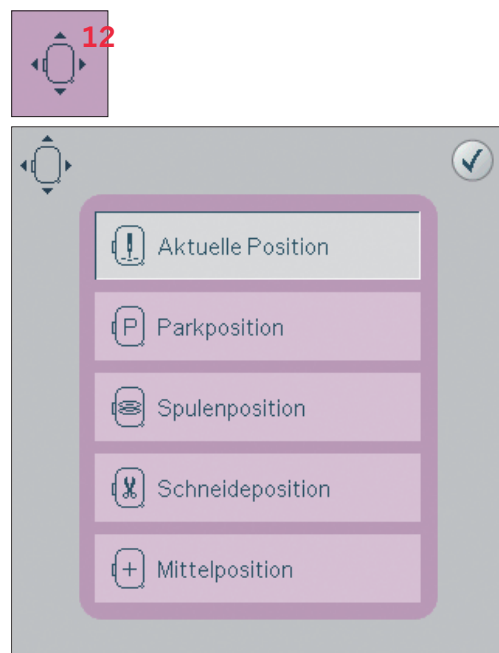 12
Aktuelle Position
P Parkposition
Spulenposition
Schneideposition
Mittelposition